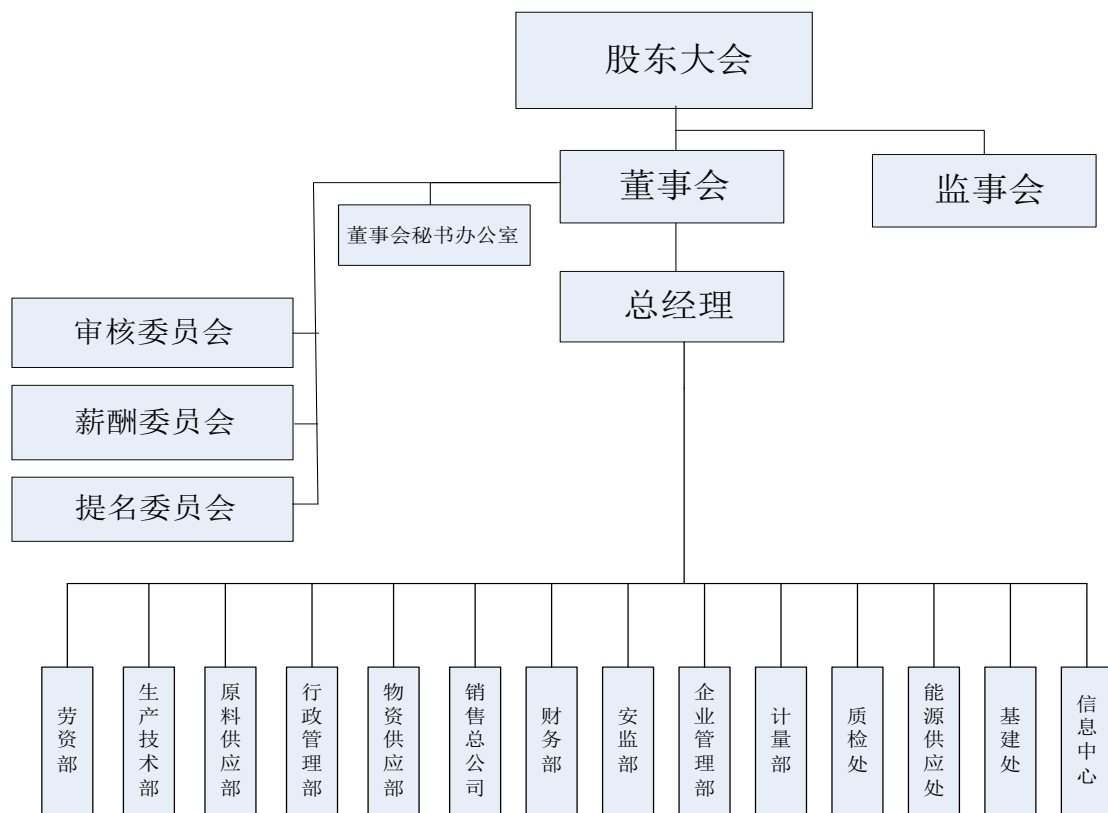 股东大会
董事会
监事会
董事会秘书办公室
总经理
审核委员会
薪酬委员会
提名委员会
劳资部
生产技术部
原料供应部
行政管理部
物资供应部
销售总公司
财务部
安监部
企业管理部
计量部
质检处
能源供应处
基建处
信息中心